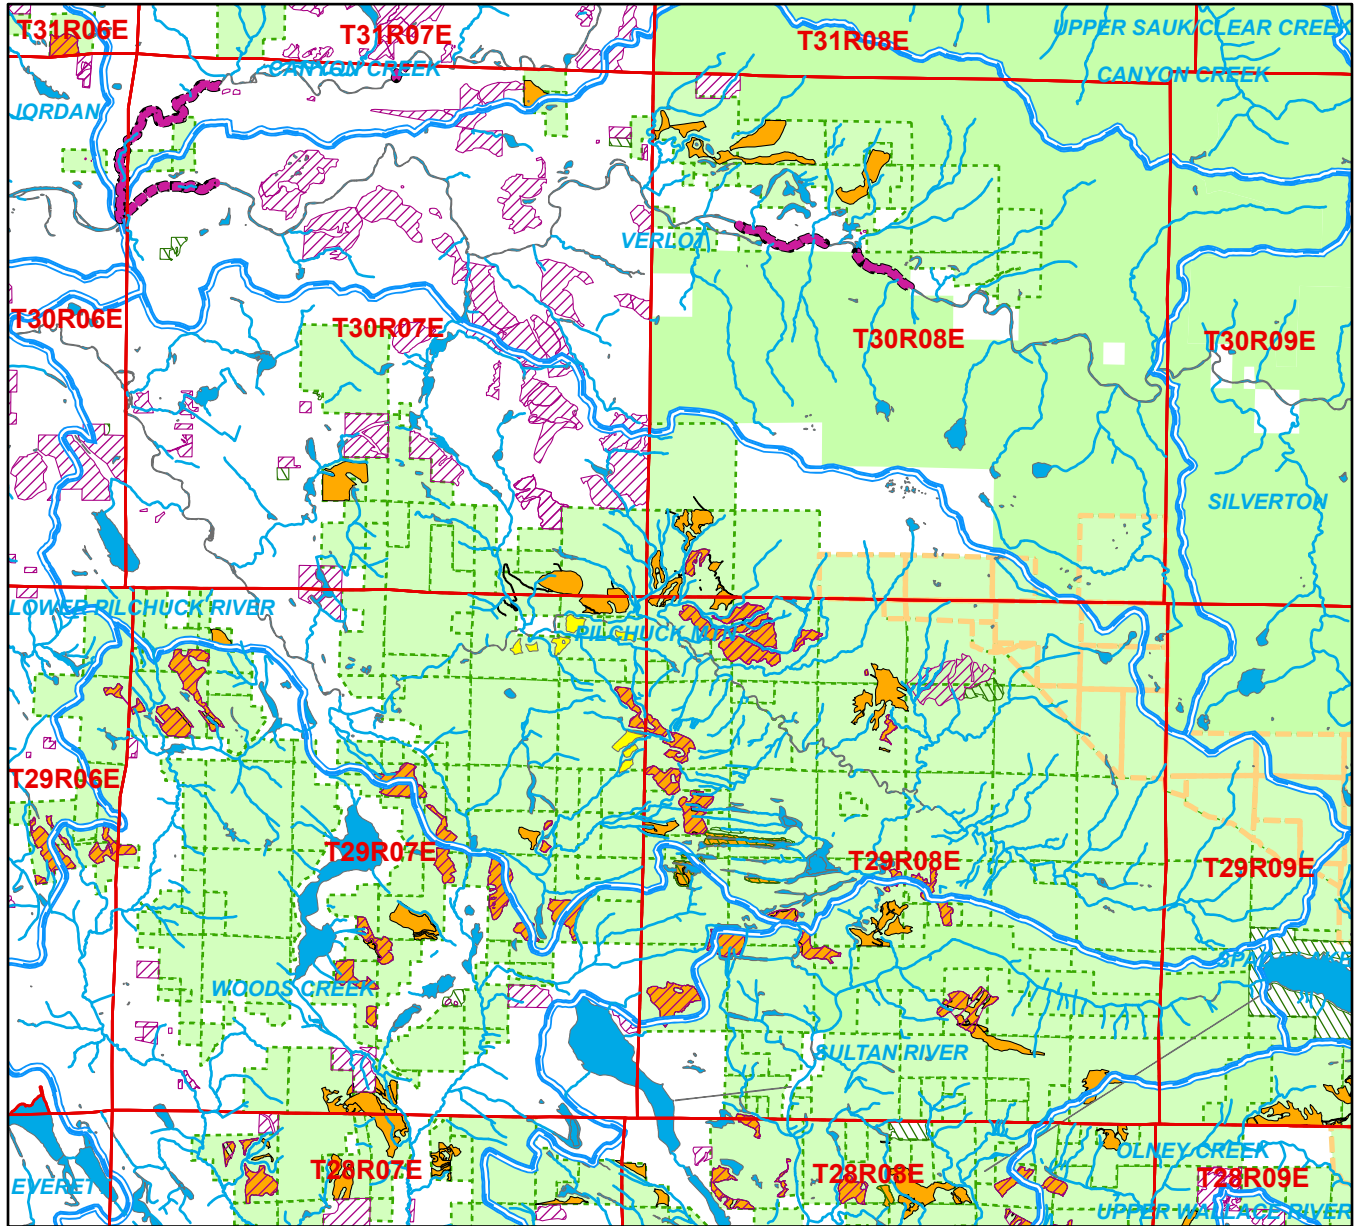 T31R06E
T31R07E
T31R08E
UPPER SAUK/CLEAR CREEK
CANYON CREEK
CANYON CREEK
JORDAN
VERLOT
T30R06E
T30R07E
T30R08E
T30R09E
SILVERTON
LOWER PILCHUCK RIVER
PILCHUCK MTN
T29R06E
T29R07E
T29R08E
T29R09E
WOODS CREEK
SULTAN RIVER
OLNEY CREEK
T28R07E
T28R08E
T28R09E
EVERET
UPPER WALLACE RIVER